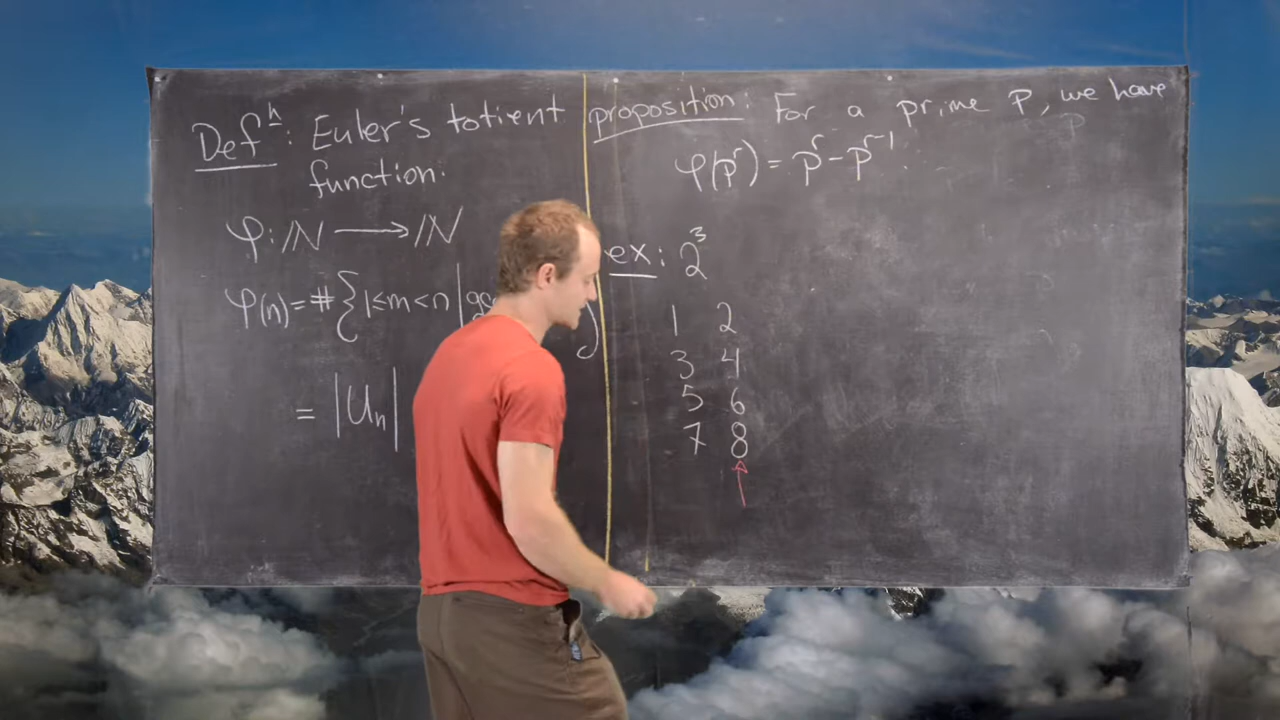 Defⁿ: Euler's totient
function:
φ: ℕ ⟶ ℕ
φ(n) = #{1≤m<n|
= |Uₙ|
proposition: For a prime p, we have
φ(pʳ) = pʳ - pʳ⁻¹.
ex: 2³
1 2
3 4
5 6
7 8